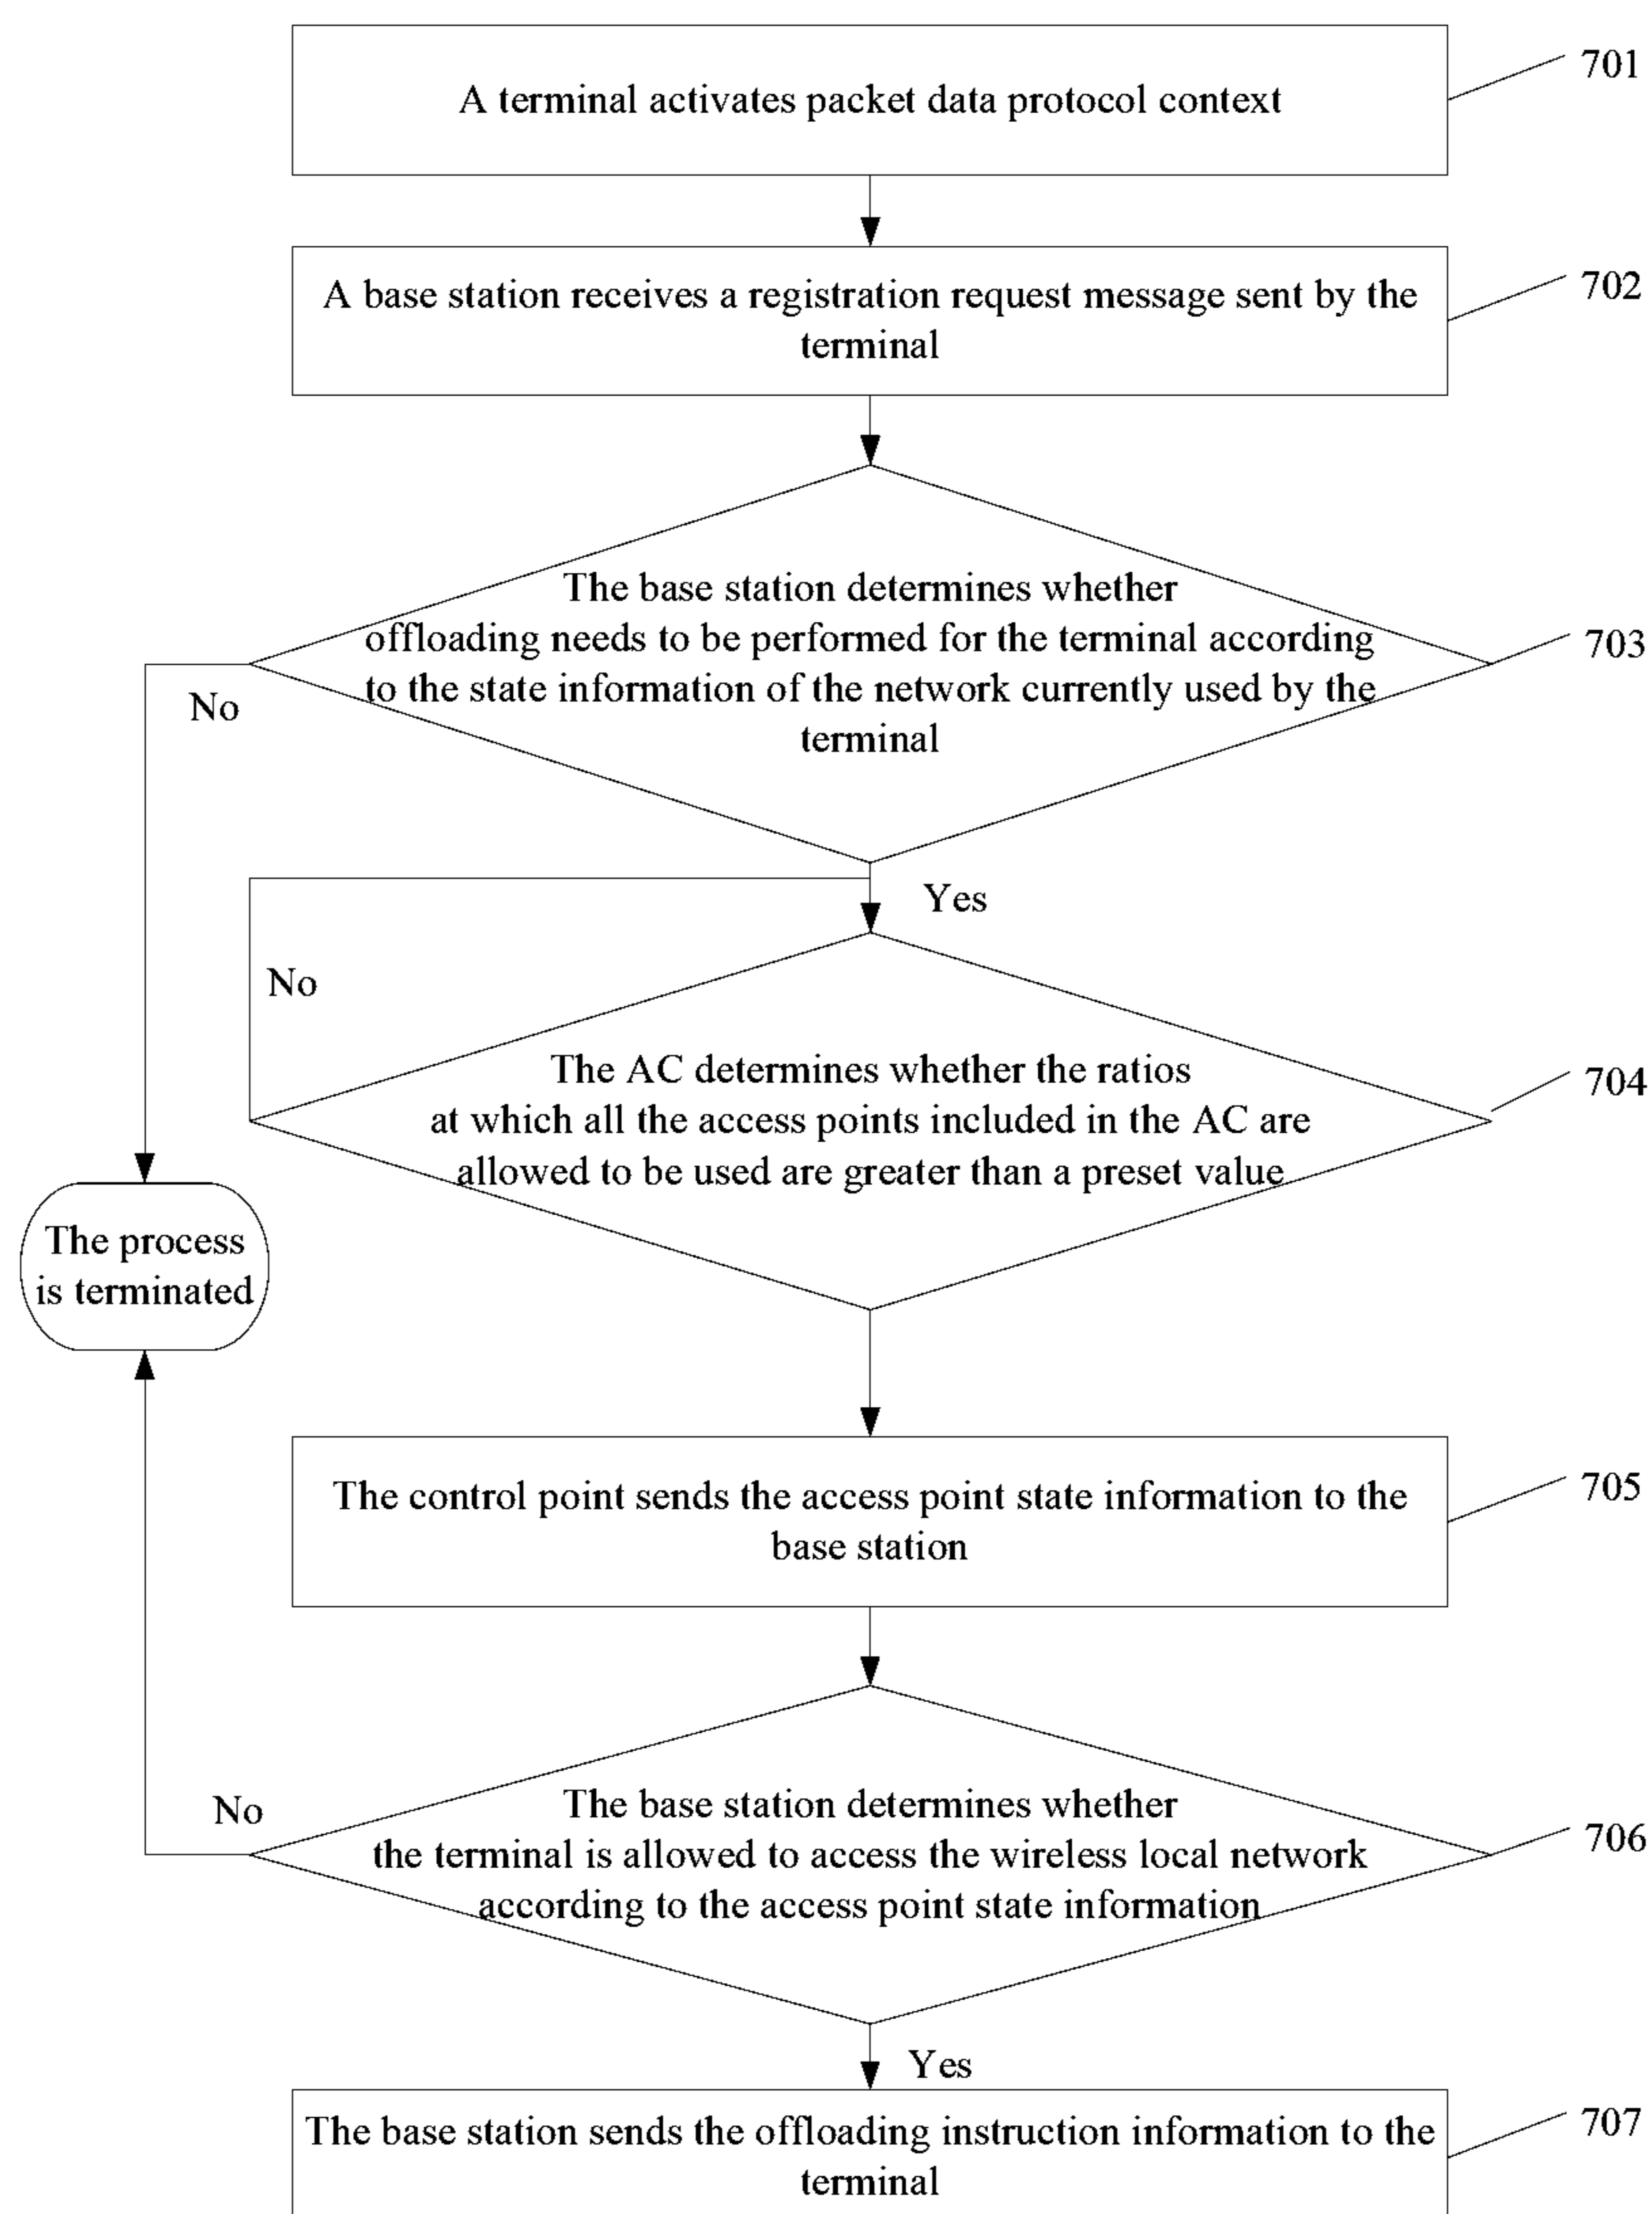 A terminal activates packet data protocol context
701
A base station receives a registration request message sent by the
terminal
702
The base station determines whether
offloading needs to be performed for the terminal according
to the state information of the network currently used by the
terminal
703
No
Yes
No
The AC determines whether the ratios
at which all the access points included in the AC are
allowed to be used are greater than a preset value
704
The process
is terminated
The control point sends the access point state information to the
base station
705
The base station determines whether
the terminal is allowed to access the wireless local network
according to the access point state information
706
No
Yes
The base station sends the offloading instruction information to the
terminal
707